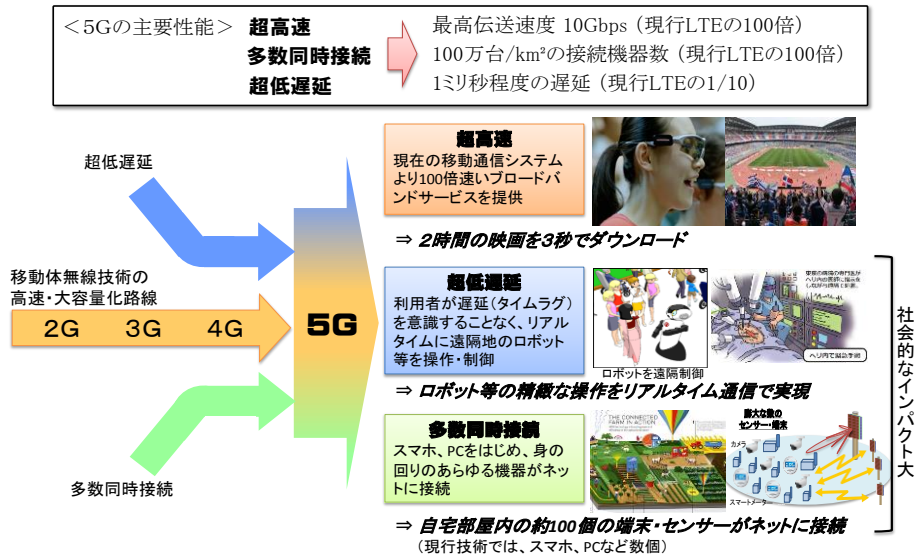 ＜5Gの主要性能＞
超高速
最高伝送速度 10Gbps （現行LTEの100倍）
多数同時接続
100万台/km²の接続機器数 （現行LTEの100倍）
超低遅延
1ミリ秒程度の遅延 （現行LTEの1/10）
超低遅延
移動体無線技術の
高速・大容量化路線
2G 3G 4G
5G
多数同時接続
超高速
現在の移動通信システム
より100倍速いブロードバ
ンドサービスを提供
⇒ 2時間の映画を3秒でダウンロード
超低遅延
利用者が遅延（タイムラグ）
を意識することなく、リアル
タイムに遠隔地のロボット
等を操作・制御
ロボットを遠隔制御
ヘリ内で緊急手術
⇒ ロボット等の精緻な操作をリアルタイム通信で実現
多数同時接続
スマホ、PCをはじめ、身の
回りのあらゆる機器がネッ
トに接続
THE CONNECTED
FARM IN ACTION
膨大な数の
センサー・端末
カメラ
スマートメーター
⇒ 自宅部屋内の約100個の端末・センサーがネットに接続
（現行技術では、スマホ、PCなど数個）
社会的なインパクト大